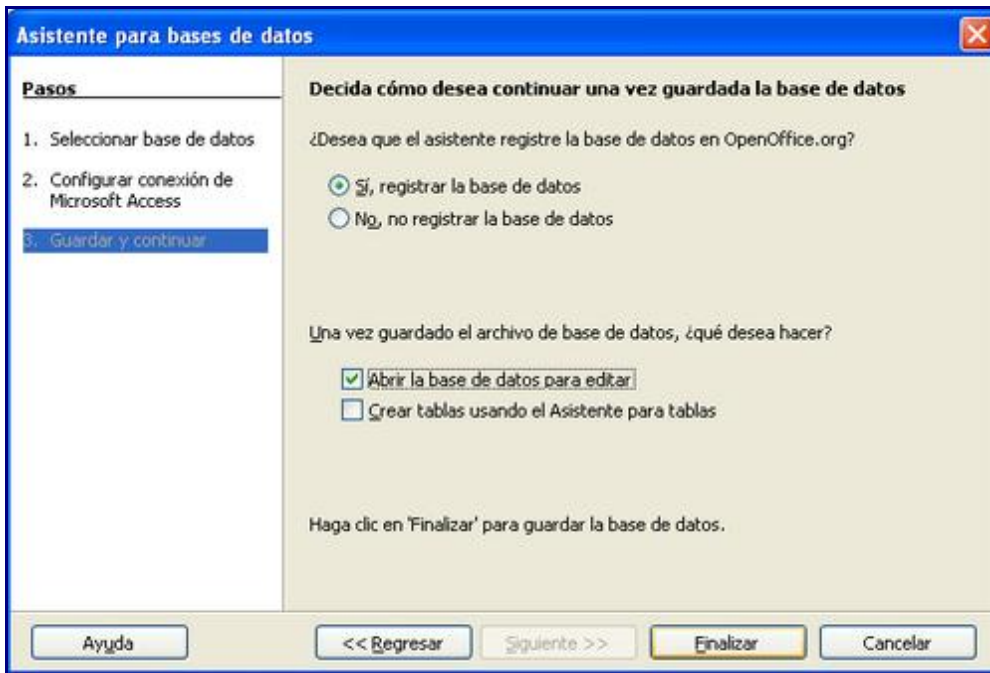 Asistente para bases de datos
Pasos
1. Seleccionar base de datos
2. Configurar conexión de
Microsoft Access
3. Guardar y continuar
Decida cómo desea continuar una vez guardada la base de datos
¿Desea que el asistente registre la base de datos en OpenOffice.org?
Sí, registrar la base de datos
No, no registrar la base de datos
Una vez guardado el archivo de base de datos, ¿qué desea hacer?
Abrir la base de datos para editar
Crear tablas usando el Asistente para tablas
Haga clic en 'Finalizar' para guardar la base de datos.
Ayuda
<< Regresar
Siguiente >>
Finalizar
Cancelar